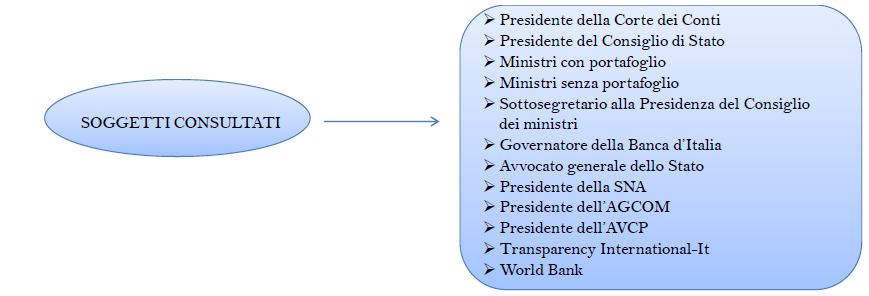 SOGGETTI CONSULTATI
➢ Presidente della Corte dei Conti
➢ Presidente del Consiglio di Stato
➢ Ministri con portafoglio
➢ Ministri senza portafoglio
➢ Sottosegretario alla Presidenza del Consiglio
dei ministri
➢ Governatore della Banca d'Italia
➢ Avvocato generale dello Stato
➢ Presidente della SNA
➢ Presidente dell'AGCOM
➢ Presidente dell'AVCP
➢ Transparency International-It
➢ World Bank